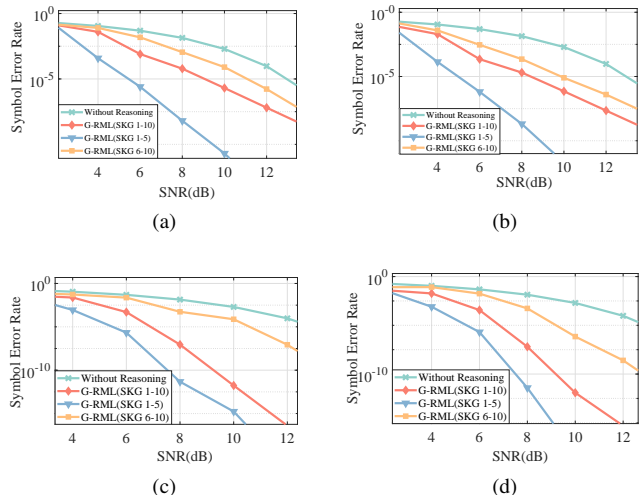 10^0
10^-5
Symbol Error Rate
Without Reasoning
G-RML(SKG 1-10)
G-RML(SKG 1-5)
G-RML(SKG 6-10)
4 6 8 10 12
SNR(dB)
(a)
10^0
10^-5
Symbol Error Rate
Without Reasoning
G-RML(SKG 1-10)
G-RML(SKG 1-5)
G-RML(SKG 6-10)
4 6 8 10 12
SNR(dB)
(b)
10^0
10^-10
Symbol Error Rate
Without Reasoning
G-RML(SKG 1-10)
G-RML(SKG 1-5)
G-RML(SKG 6-10)
4 6 8 10 12
SNR(dB)
(c)
10^0
10^-10
Symbol Error Rate
Without Reasoning
G-RML(SKG 1-10)
G-RML(SKG 1-5)
G-RML(SKG 6-10)
4 6 8 10 12
SNR(dB)
(d)